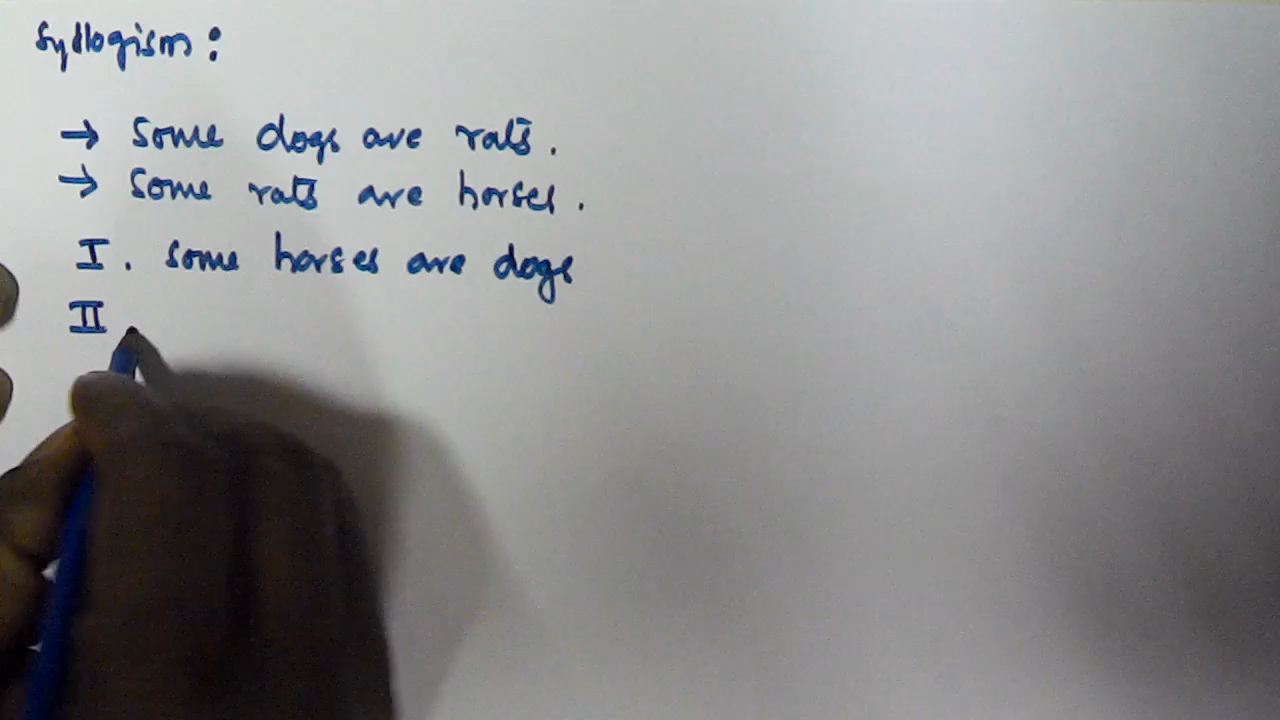 Syllogism :
→ Some dogs are rats .
→ Some rats are horses .
I . Some horses are dogs
II